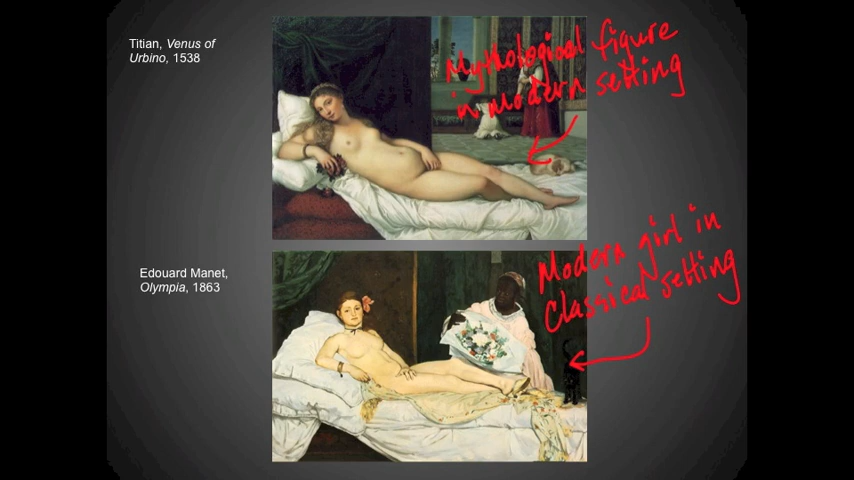 Titian, Venus of
Urbino, 1538
Mythological figure
in modern setting
Edouard Manet,
Olympia, 1863
Modern girl in
Classical setting